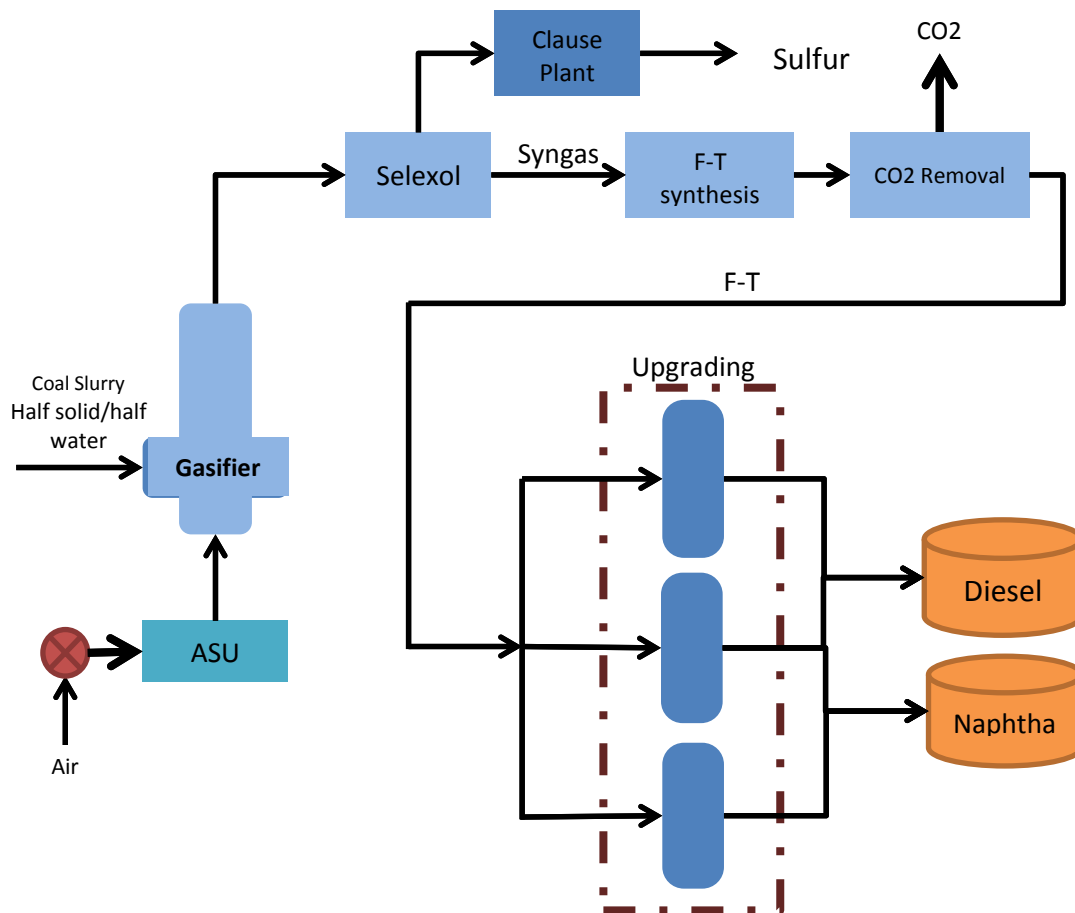 Clause
Plant
Sulfur
CO2
Selexol
Syngas
F-T
synthesis
CO2 Removal
F-T
Coal Slurry
Half solid/half
water
Gasifier
Upgrading
ASU
Air
Diesel
Naphtha